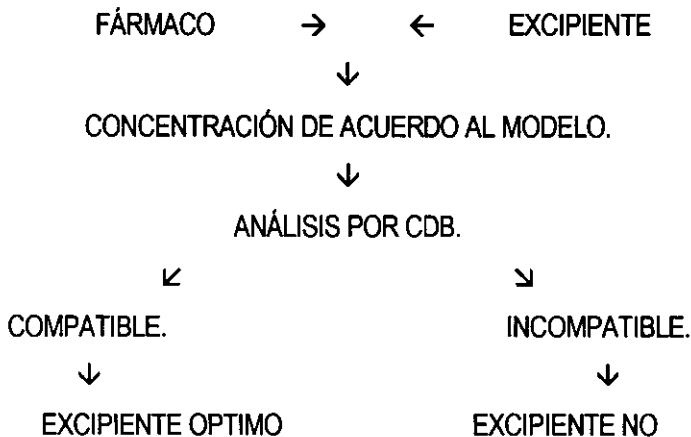 FÁRMACO → ← EXCIPIENTE
↓
CONCENTRACIÓN DE ACUERDO AL MODELO.
↓
ANÁLISIS POR CDB.
↙ ↘
COMPATIBLE. INCOMPATIBLE.
↓ ↓
EXCIPIENTE OPTIMO EXCIPIENTE NO